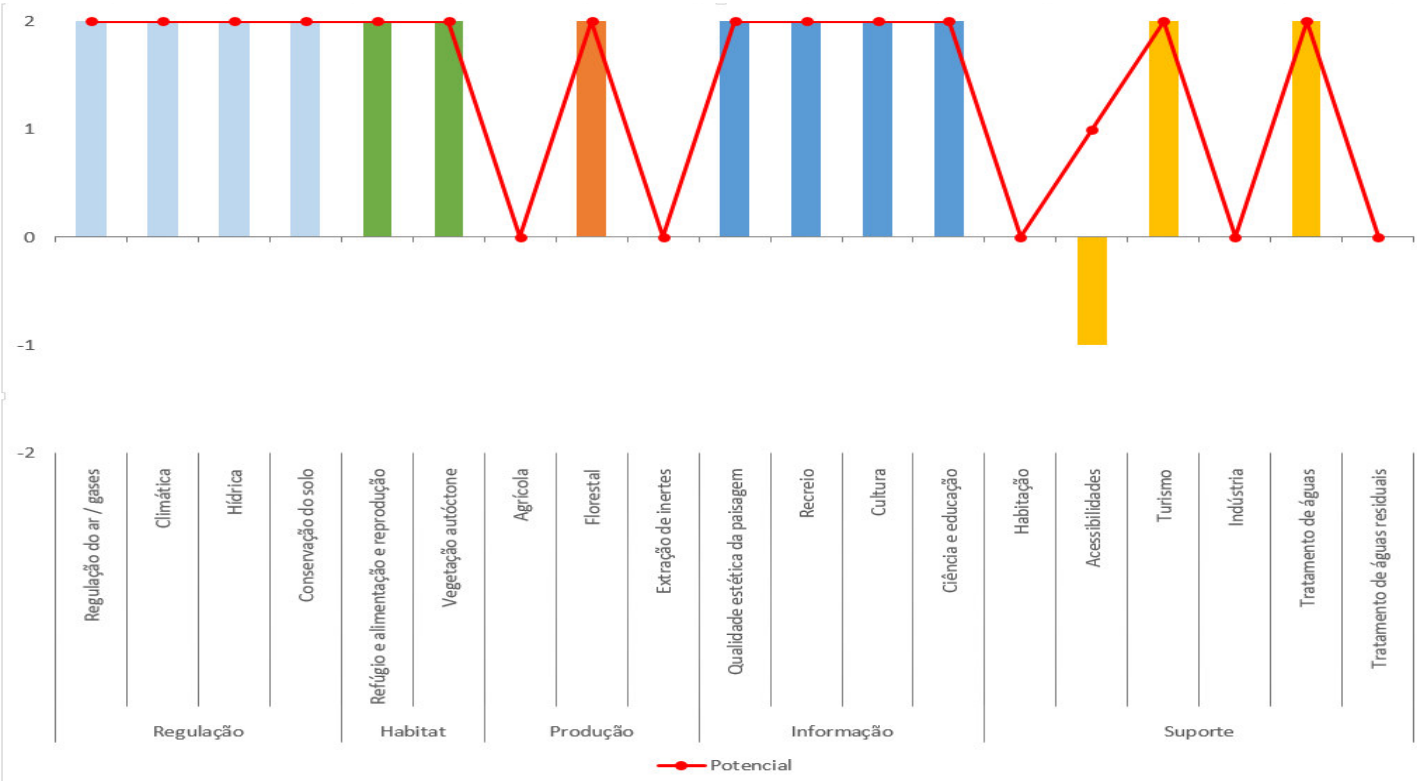 2
1
0
-1
-2
Regulação do ar / gases
Climática
Hídrica
Conservação do solo
Refúgio e alimentação e reprodução
Vegetação autóctone
Agrícola
Florestal
Extração de inertes
Qualidade estética da paisagem
Recreio
Cultura
Ciência e educação
Habitação
Acessibilidades
Turismo
Indústria
Tratamento de águas
Tratamento de águas residuais
Regulação
Habitat
Produção
Informação
Suporte
Potencial